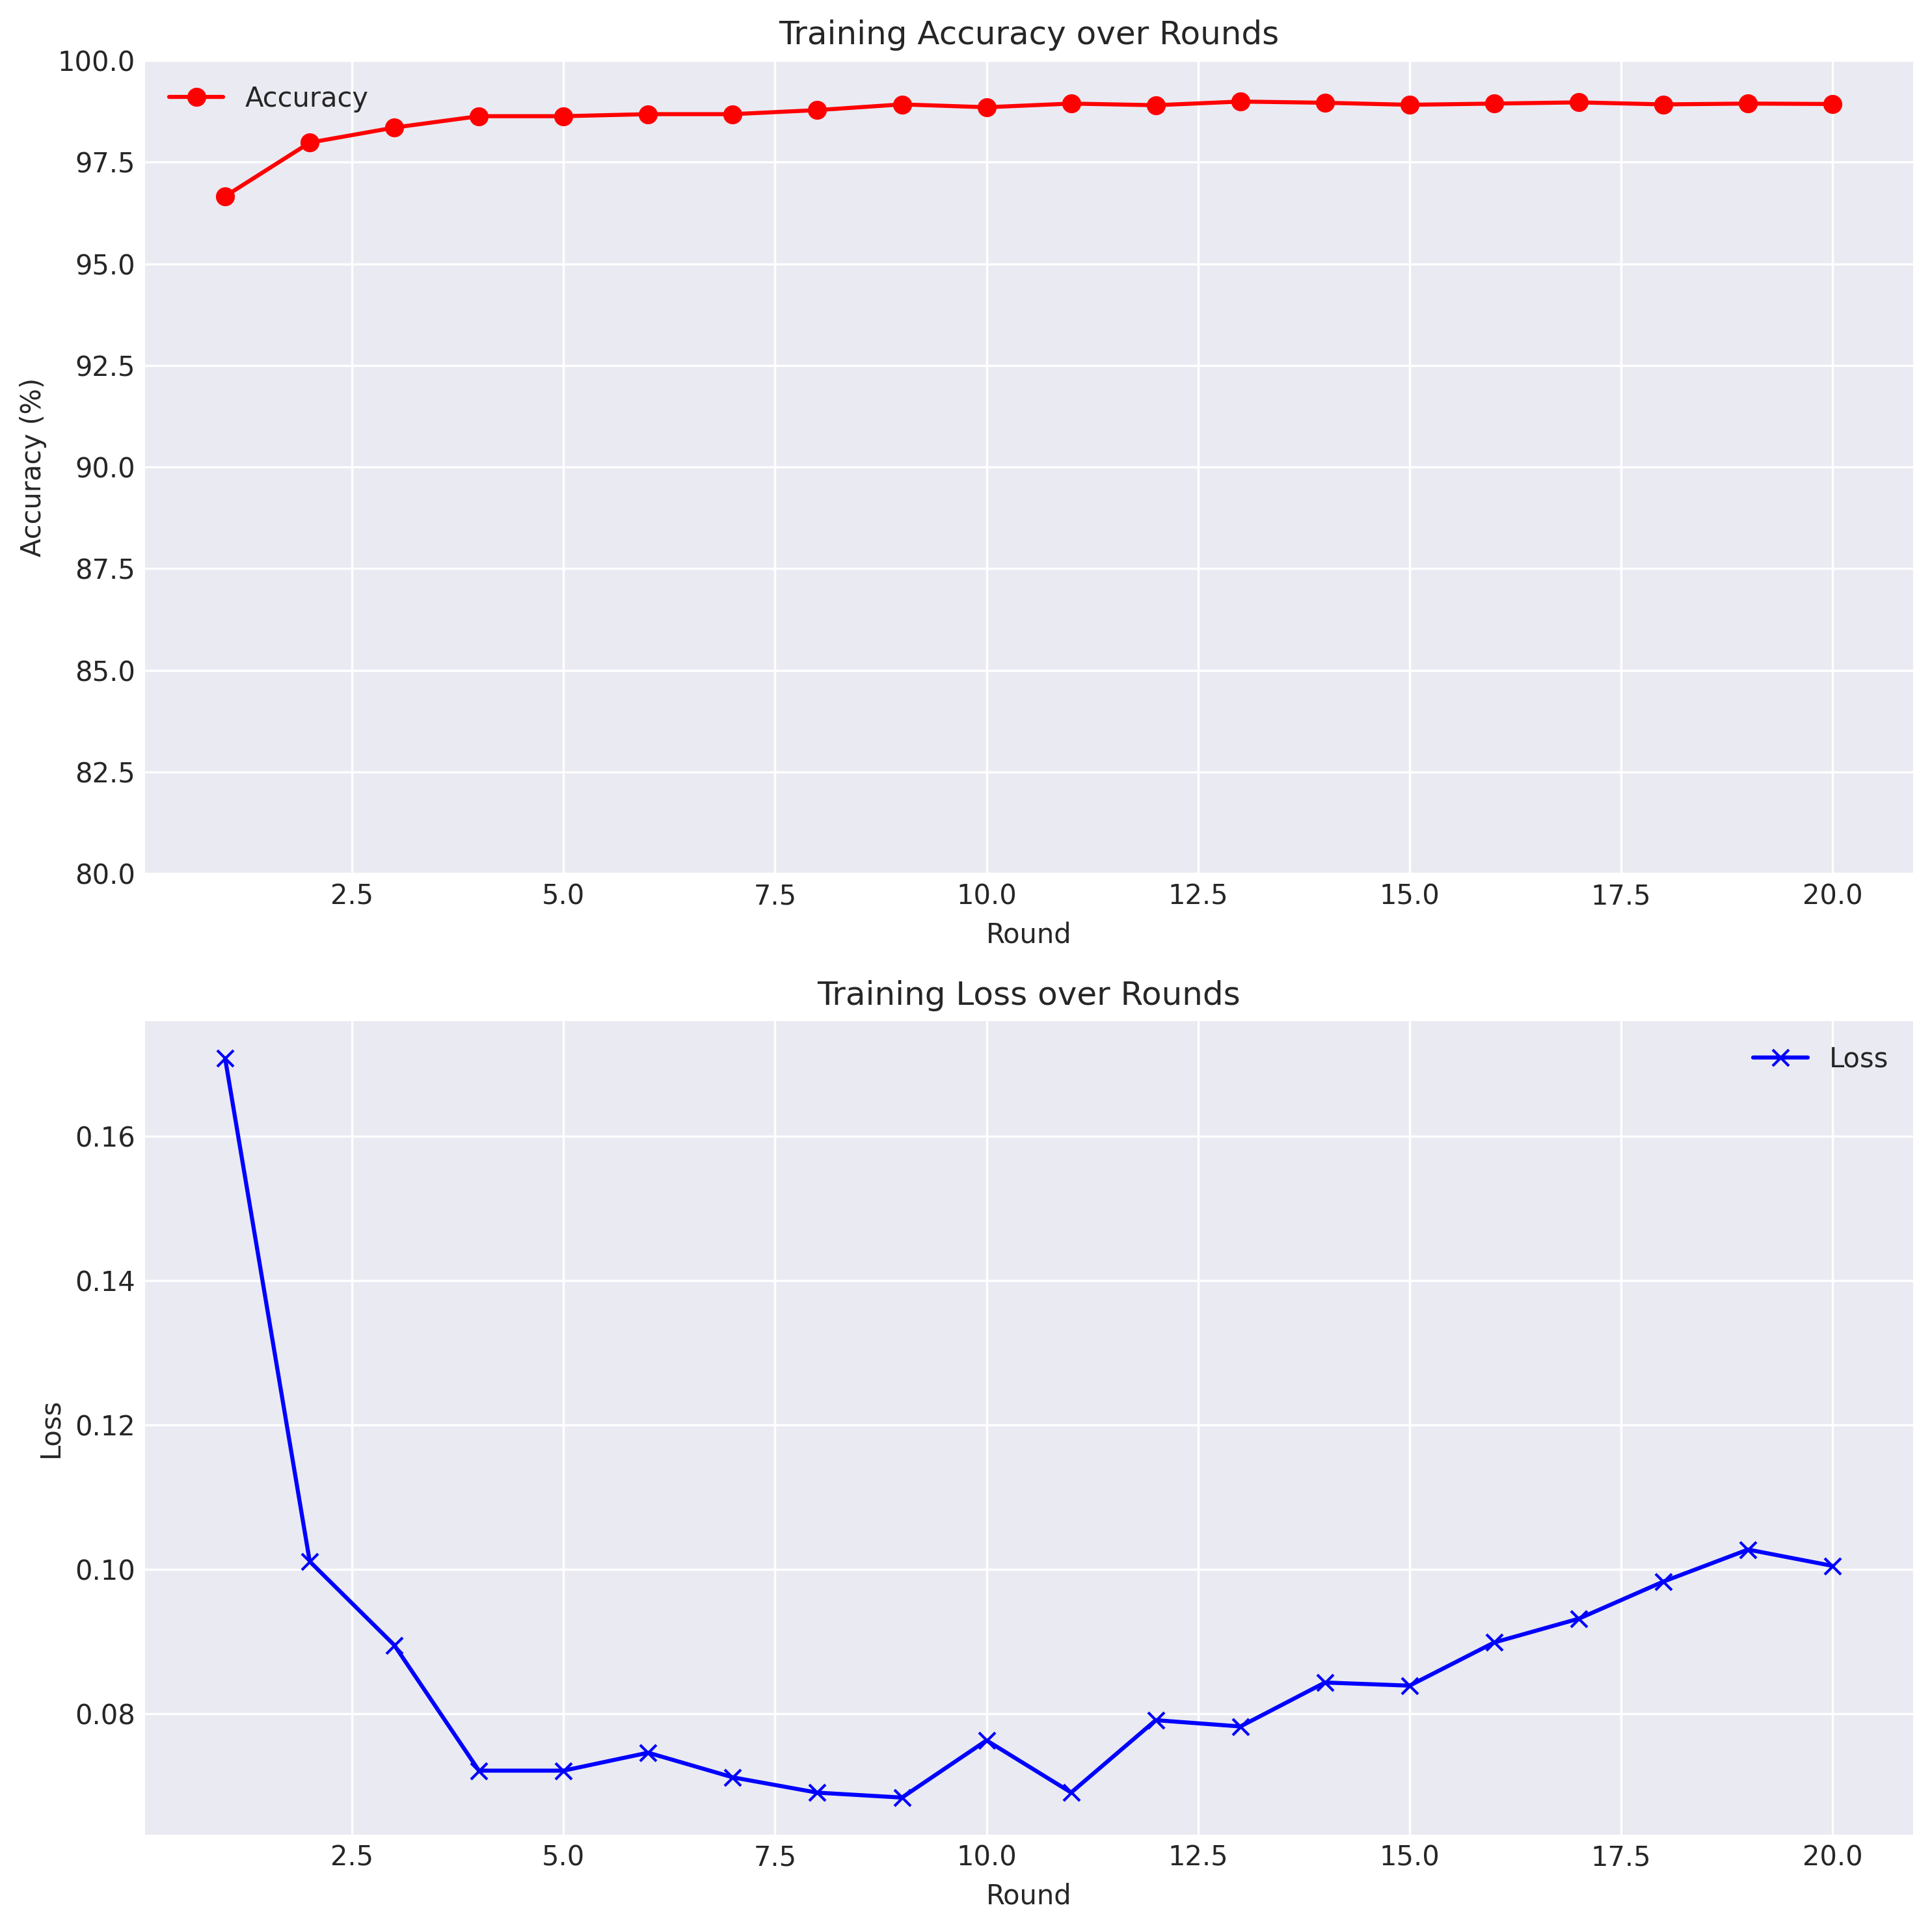 Training Accuracy over Rounds
Accuracy
100.0
97.5
95.0
92.5
90.0
87.5
85.0
82.5
80.0
Accuracy (%)
2.5 5.0 7.5 10.0 12.5 15.0 17.5 20.0
Round
Training Loss over Rounds
Loss
0.16
0.14
0.12
0.10
0.08
Loss
2.5 5.0 7.5 10.0 12.5 15.0 17.5 20.0
Round